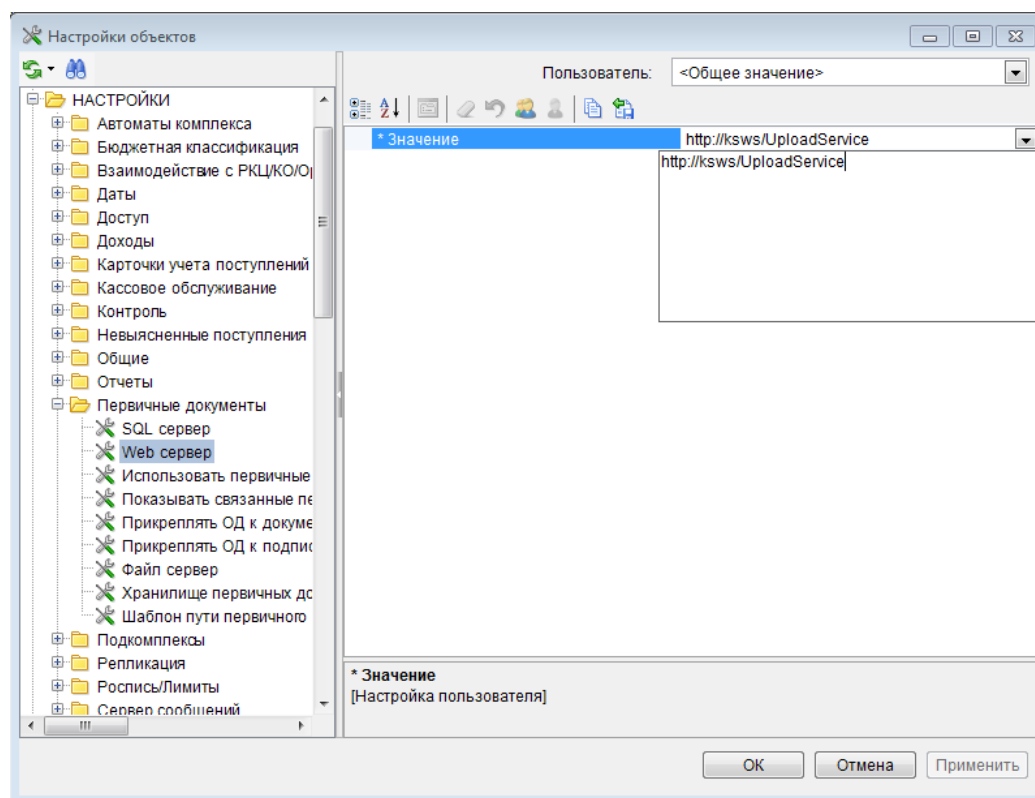 Настройки объектов
Пользователь: <Общее значение>
НАСТРОЙКИ
Автоматы комплекса
Бюджетная классификация
Взаимодействие с РКЦ/КО/О
Даты
Доступ
Доходы
Карточки учета поступлений
Кассовое обслуживание
Контроль
Невыясненные поступления
Общие
Отчеты
Первичные документы
SQL сервер
Web сервер
Использовать первичные
Показывать связанные пе
Прикреплять ОД к докуме
Прикреплять ОД к подпис
Файл сервер
Хранилище первичных до
Шаблон пути первичного
Подкомплексы
Репликация
Роспись/Лимиты
Сервер сообщений
* Значение http://ksws/UploadService
http://ksws/UploadService
* Значение
[Настройка пользователя]
ОК Отмена Применить